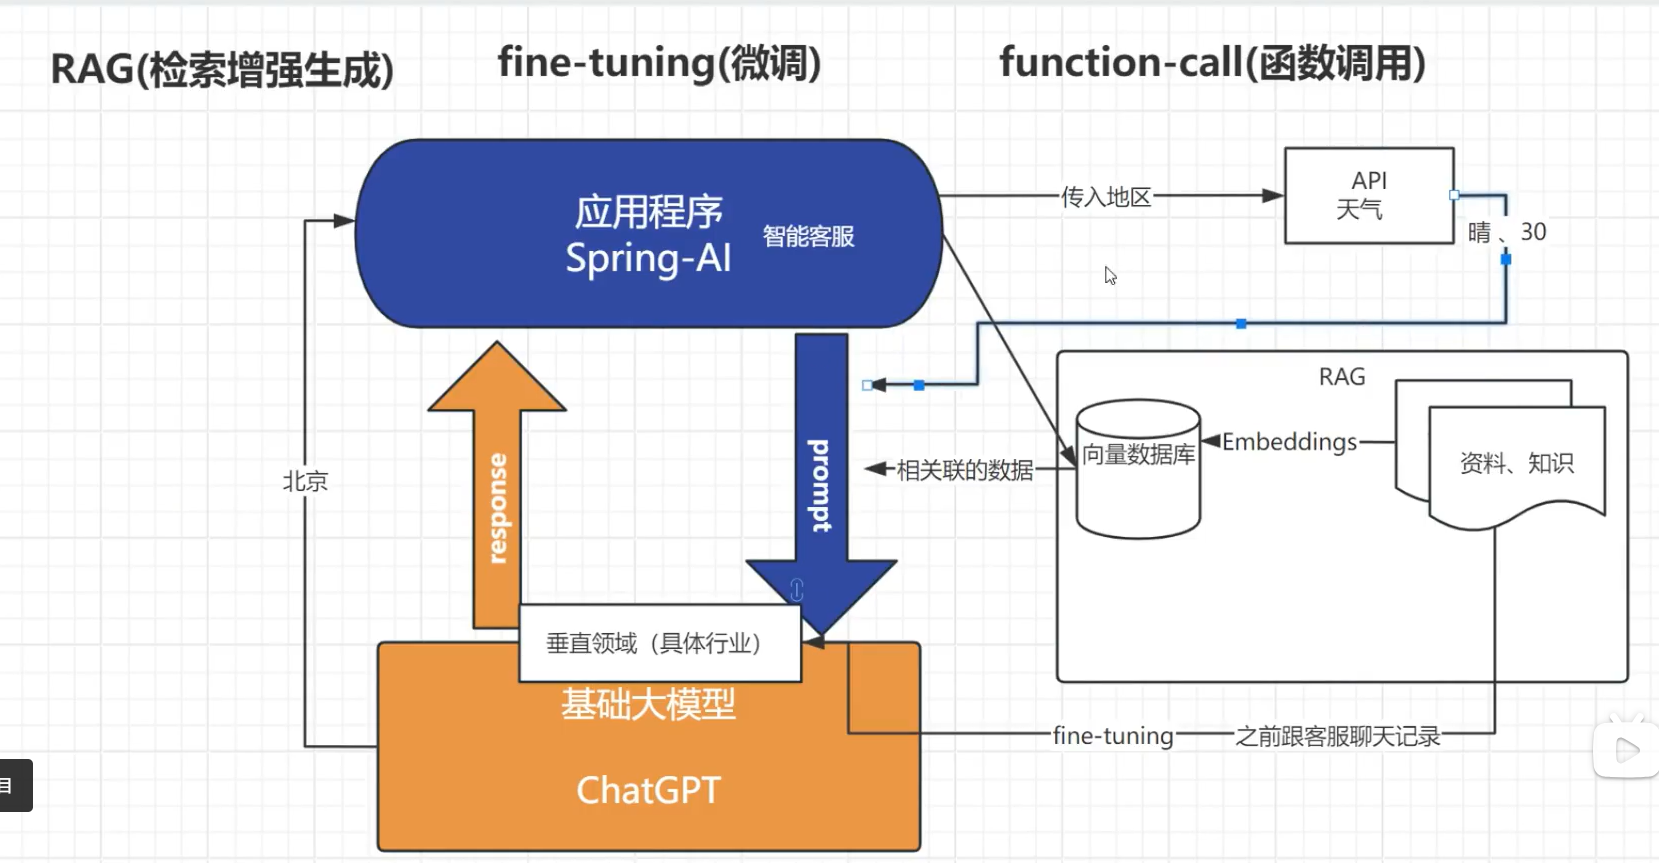 RAG(检索增强生成)
fine-tuning(微调)
function-call(函数调用)
应用程序
Spring-AI
智能客服
传入地区
API
天气
晴 、30
RAG
向量数据库
Embeddings
资料、知识
相关联的数据
prompt
response
北京
垂直领域（具体行业）
基础大模型
ChatGPT
fine-tuning
之前跟客服聊天记录
目